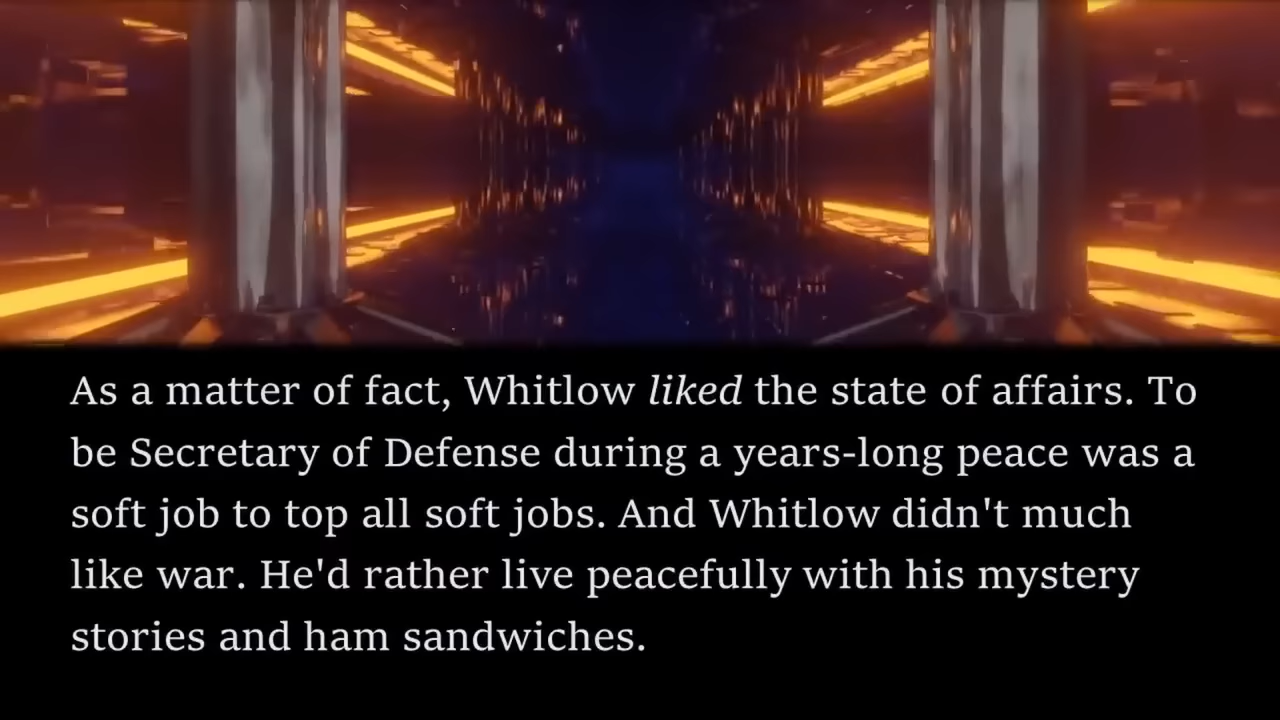 As a matter of fact, Whitlow liked the state of affairs. To
be Secretary of Defense during a years-long peace was a
soft job to top all soft jobs. And Whitlow didn't much
like war. He'd rather live peacefully with his mystery
stories and ham sandwiches.